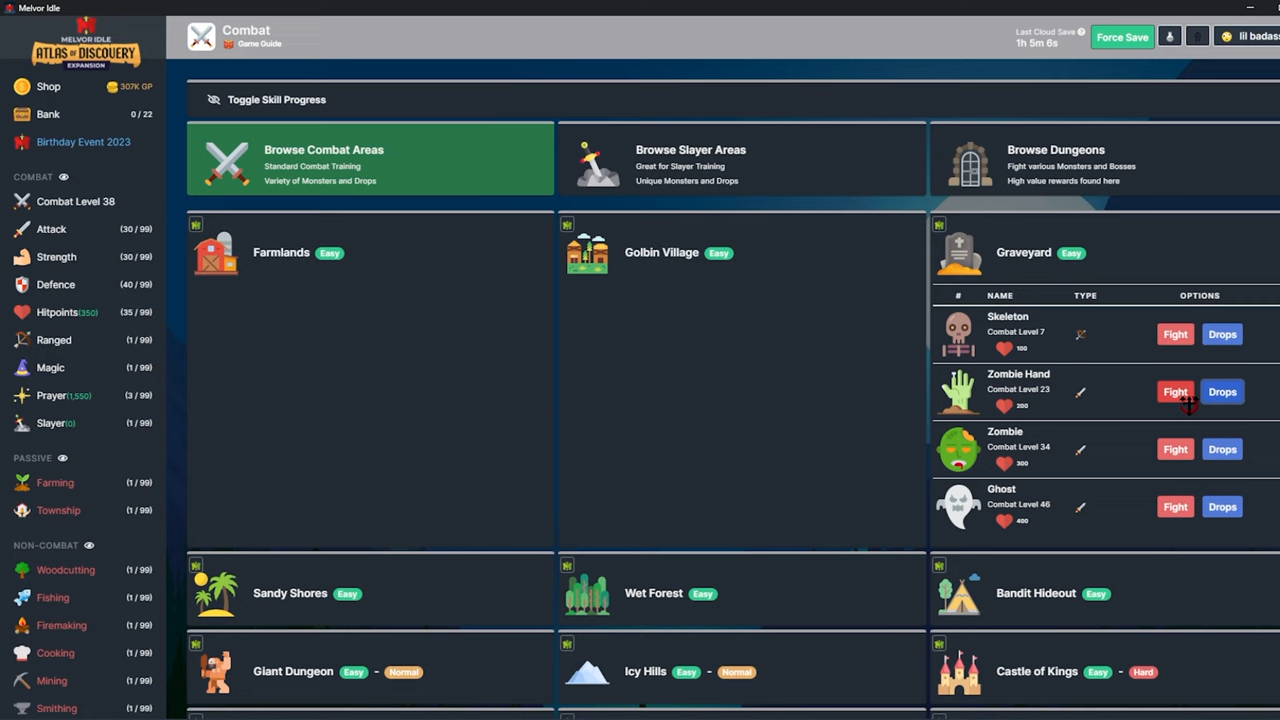 Melvor Idle
MELVOR IDLE
ATLAS OF DISCOVERY
EXPANSION
Combat
Game Guide
Last Cloud Save
1h 5m 6s
Force Save
lil badass
Shop 307K GP
Bank 0 / 22
Birthday Event 2023
COMBAT
Combat Level 38
Attack (30 / 99)
Strength (30 / 99)
Defence (40 / 99)
Hitpoints(350) (35 / 99)
Ranged (1 / 99)
Magic (1 / 99)
Prayer(1,550) (3 / 99)
Slayer(0) (1 / 99)
PASSIVE
Farming (1 / 99)
Township (1 / 99)
NON-COMBAT
Woodcutting (1 / 99)
Fishing (1 / 99)
Firemaking (1 / 99)
Cooking (1 / 99)
Mining (1 / 99)
Smithing (1 / 99)
Toggle Skill Progress
Browse Combat Areas
Standard Combat Training
Variety of Monsters and Drops
Browse Slayer Areas
Great for Slayer Training
Unique Monsters and Drops
Browse Dungeons
Fight various Monsters and Bosses
High value rewards found here
Farmlands Easy
Golbin Village Easy
Graveyard Easy
# NAME TYPE OPTIONS
Skeleton
Combat Level 7
100
Fight Drops
Zombie Hand
Combat Level 23
200
Fight Drops
Zombie
Combat Level 34
300
Fight Drops
Ghost
Combat Level 46
400
Fight Drops
Sandy Shores Easy
Wet Forest Easy
Bandit Hideout Easy
Giant Dungeon Easy - Normal
Icy Hills Easy - Normal
Castle of Kings Easy - Hard